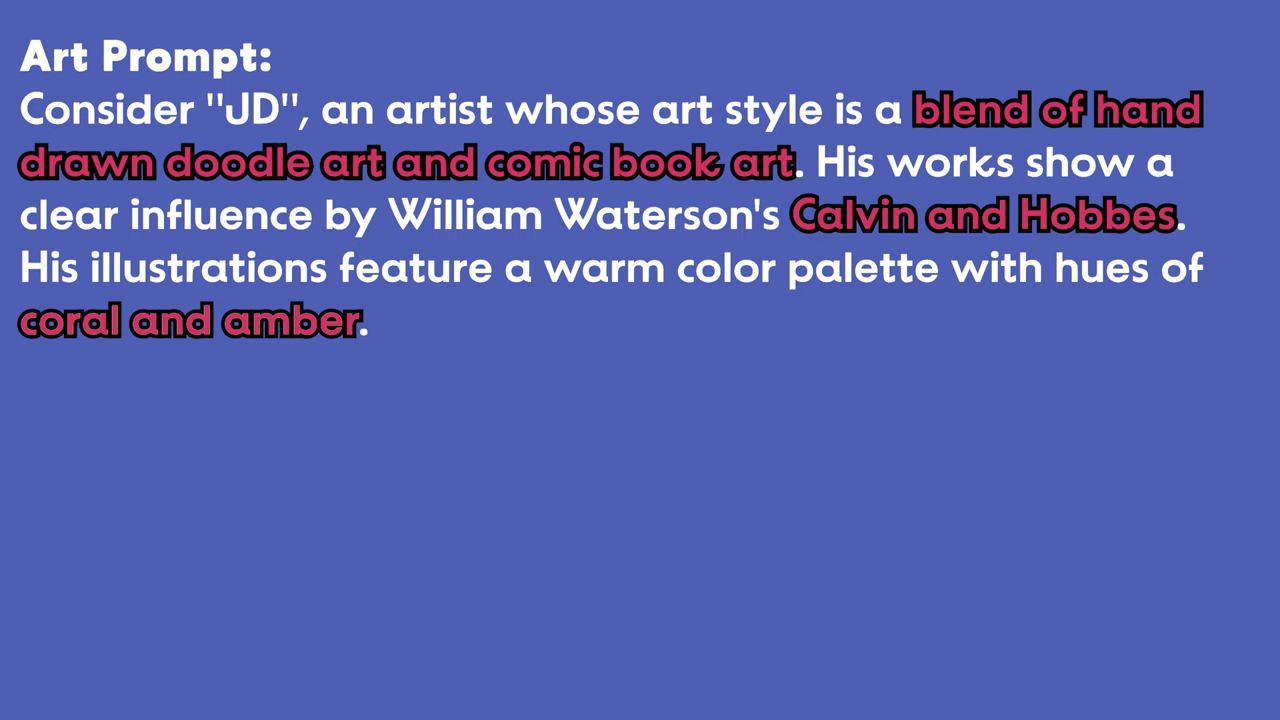 Art Prompt:
Consider "JD", an artist whose art style is a blend of hand
drawn doodle art and comic book art. His works show a
clear influence by William Waterson's Calvin and Hobbes.
His illustrations feature a warm color palette with hues of
coral and amber.